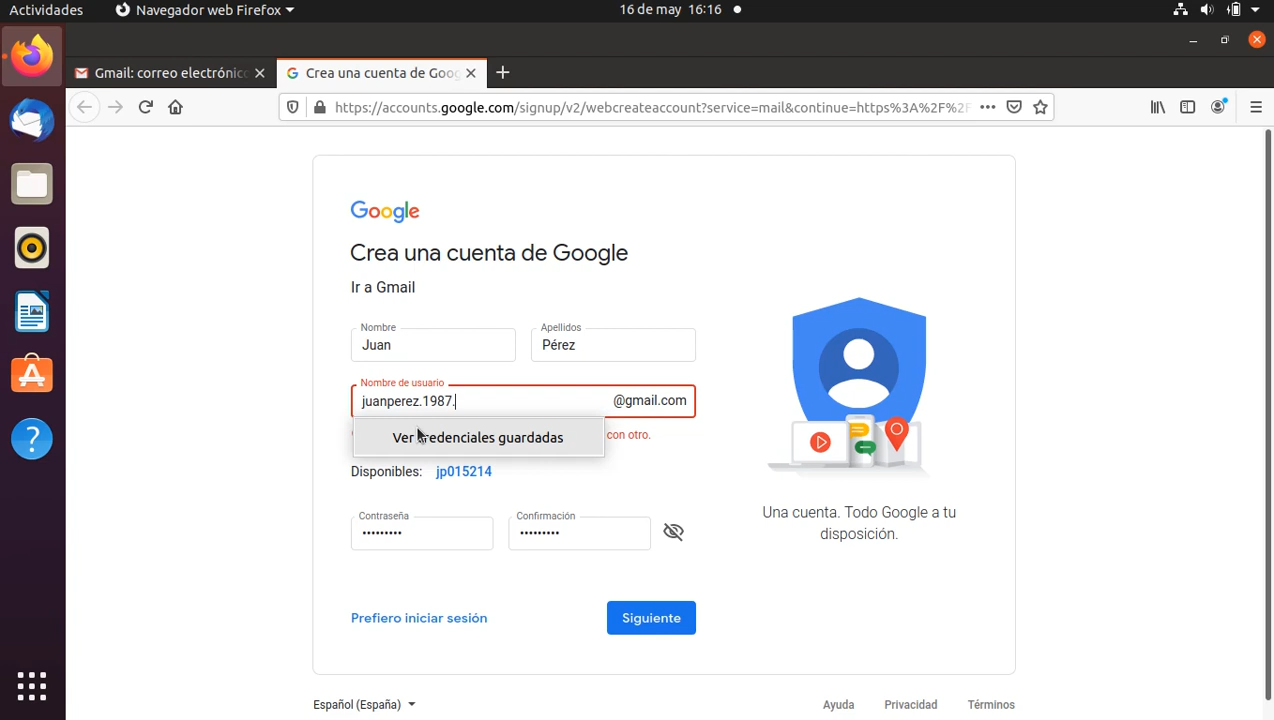 Actividades
Navegador web Firefox
16 de may 16:16
Gmail: correo electrónico
Crea una cuenta de Goog
https://accounts.google.com/signup/v2/webcreateaccount?service=mail&continue=https%3A%2F%2F
Google
Crea una cuenta de Google
Ir a Gmail
Nombre
Apellidos
Juan
Pérez
Nombre de usuario
juanperez.1987.
@gmail.com
Ver credenciales guardadas
con otro.
Disponibles: jp015214
Contraseña
Confirmación
Una cuenta. Todo Google a tu
disposición.
Prefiero iniciar sesión
Siguiente
Español (España)
Ayuda
Privacidad
Términos